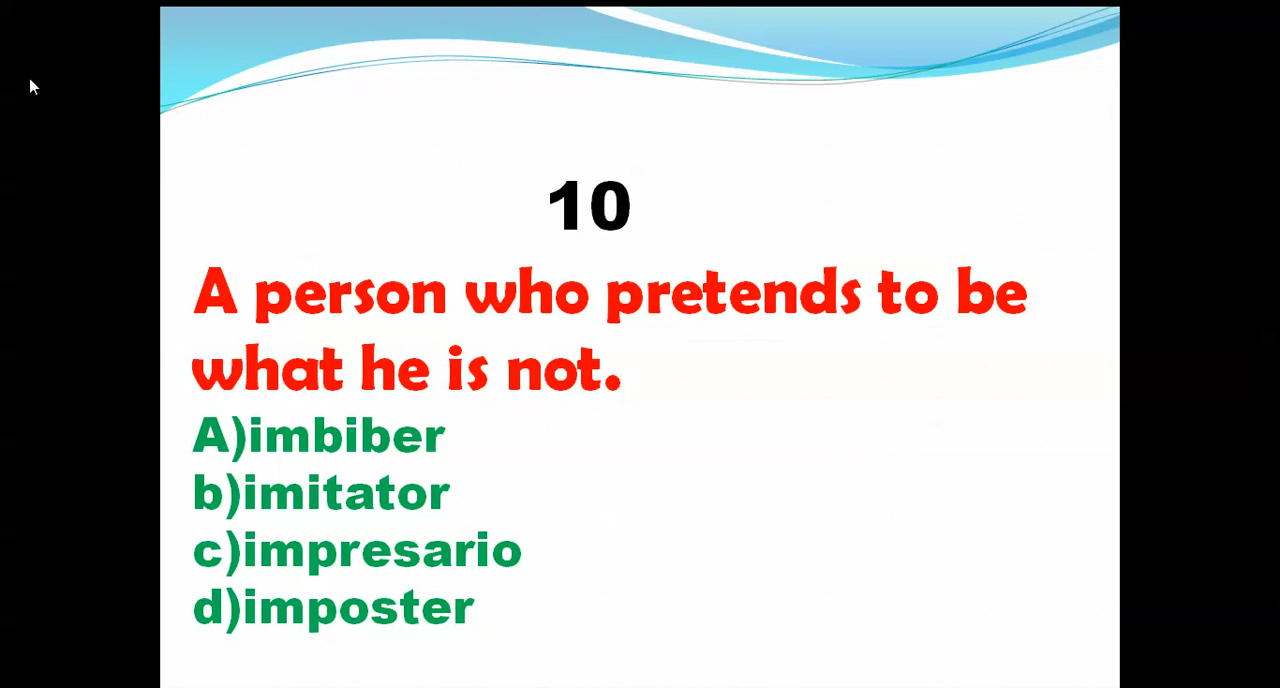 10
A person who pretends to be
what he is not.
A)imbiber
b)imitator
c)impresario
d)imposter